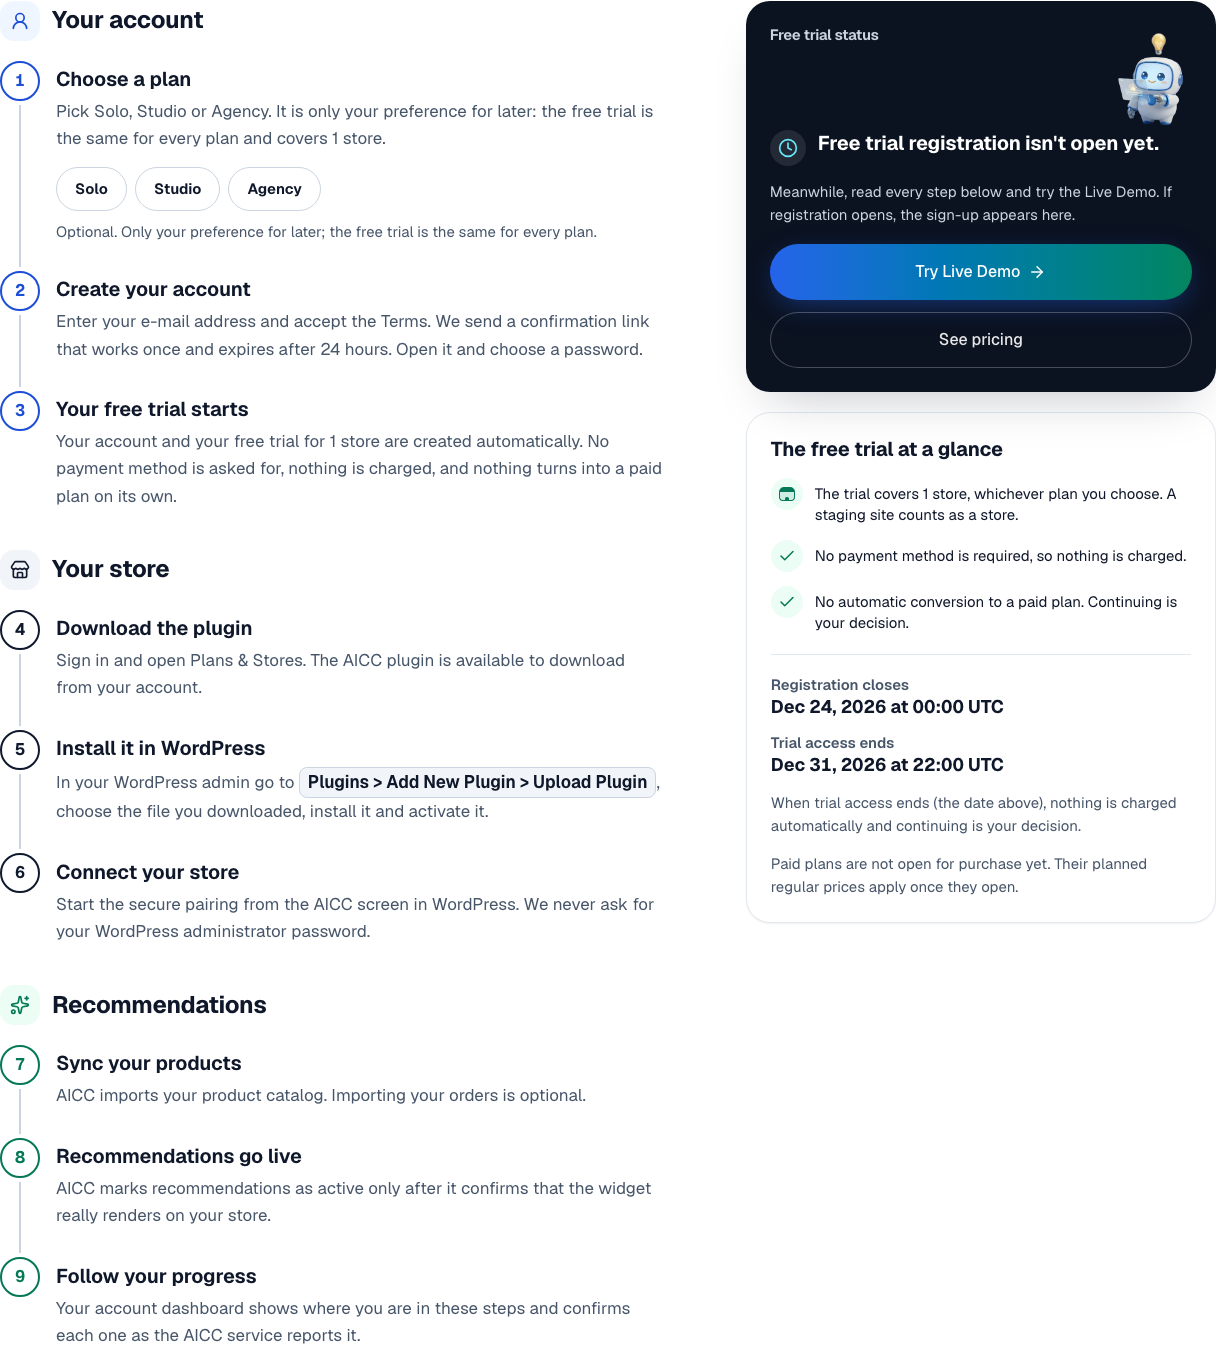 Your account
1
Choose a plan
Pick Solo, Studio or Agency. It is only your preference for later: the free trial is
the same for every plan and covers 1 store.
Solo
Studio
Agency
Optional. Only your preference for later; the free trial is the same for every plan.
2
Create your account
Enter your e-mail address and accept the Terms. We send a confirmation link
that works once and expires after 24 hours. Open it and choose a password.
3
Your free trial starts
Your account and your free trial for 1 store are created automatically. No
payment method is asked for, nothing is charged, and nothing turns into a paid
plan on its own.
Your store
4
Download the plugin
Sign in and open Plans & Stores. The AICC plugin is available to download
from your account.
5
Install it in WordPress
In your WordPress admin go to Plugins > Add New Plugin > Upload Plugin,
choose the file you downloaded, install it and activate it.
6
Connect your store
Start the secure pairing from the AICC screen in WordPress. We never ask for
your WordPress administrator password.
Recommendations
7
Sync your products
AICC imports your product catalog. Importing your orders is optional.
8
Recommendations go live
AICC marks recommendations as active only after it confirms that the widget
really renders on your store.
9
Follow your progress
Your account dashboard shows where you are in these steps and confirms
each one as the AICC service reports it.
Free trial status
Free trial registration isn't open yet.
Meanwhile, read every step below and try the Live Demo. If
registration opens, the sign-up appears here.
Try Live Demo →
See pricing
The free trial at a glance
The trial covers 1 store, whichever plan you choose. A
staging site counts as a store.
No payment method is required, so nothing is charged.
No automatic conversion to a paid plan. Continuing is
your decision.
Registration closes
Dec 24, 2026 at 00:00 UTC
Trial access ends
Dec 31, 2026 at 22:00 UTC
When trial access ends (the date above), nothing is charged
automatically and continuing is your decision.
Paid plans are not open for purchase yet. Their planned
regular prices apply once they open.